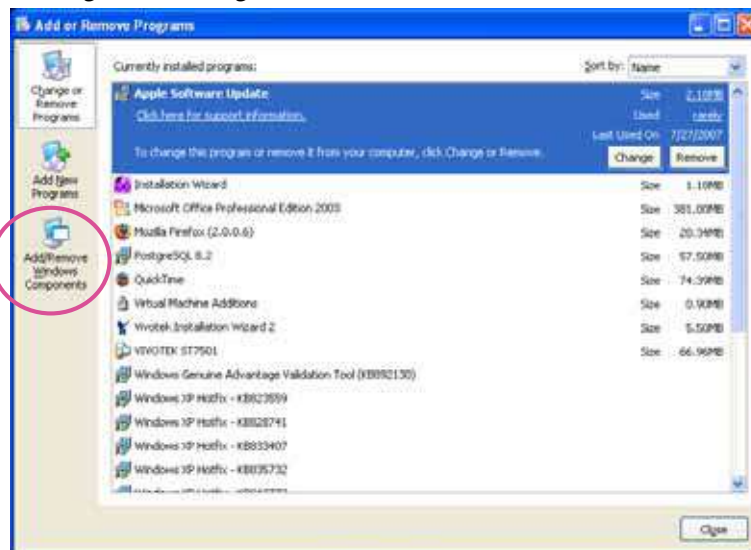 Add or Remove Programs
Change or
Remove
Programs
Add New
Programs
Add/Remove
Windows
Components
Currently installed programs:
Sort by: Name
Apple Software Update
Size 2.10MB
Click here for support information.
Used rarely
Last Used On 7/27/2007
To change this program or remove it from your computer, click Change or Remove.
Change Remove
Installation Wizard Size 1.10MB
Microsoft Office Professional Edition 2003 Size 381.00MB
Mozilla Firefox (2.0.0.6) Size 20.34MB
PostgreSQL 8.2 Size 57.50MB
QuickTime Size 74.39MB
Virtual Machine Additions Size 0.90MB
Vivotek Installation Wizard 2 Size 5.50MB
VIVOTEK ST7501 Size 66.96MB
Windows Genuine Advantage Validation Tool (KB892130)
Windows XP Hotfix - KB823559
Windows XP Hotfix - KB828741
Windows XP Hotfix - KB833407
Windows XP Hotfix - KB835732
Close